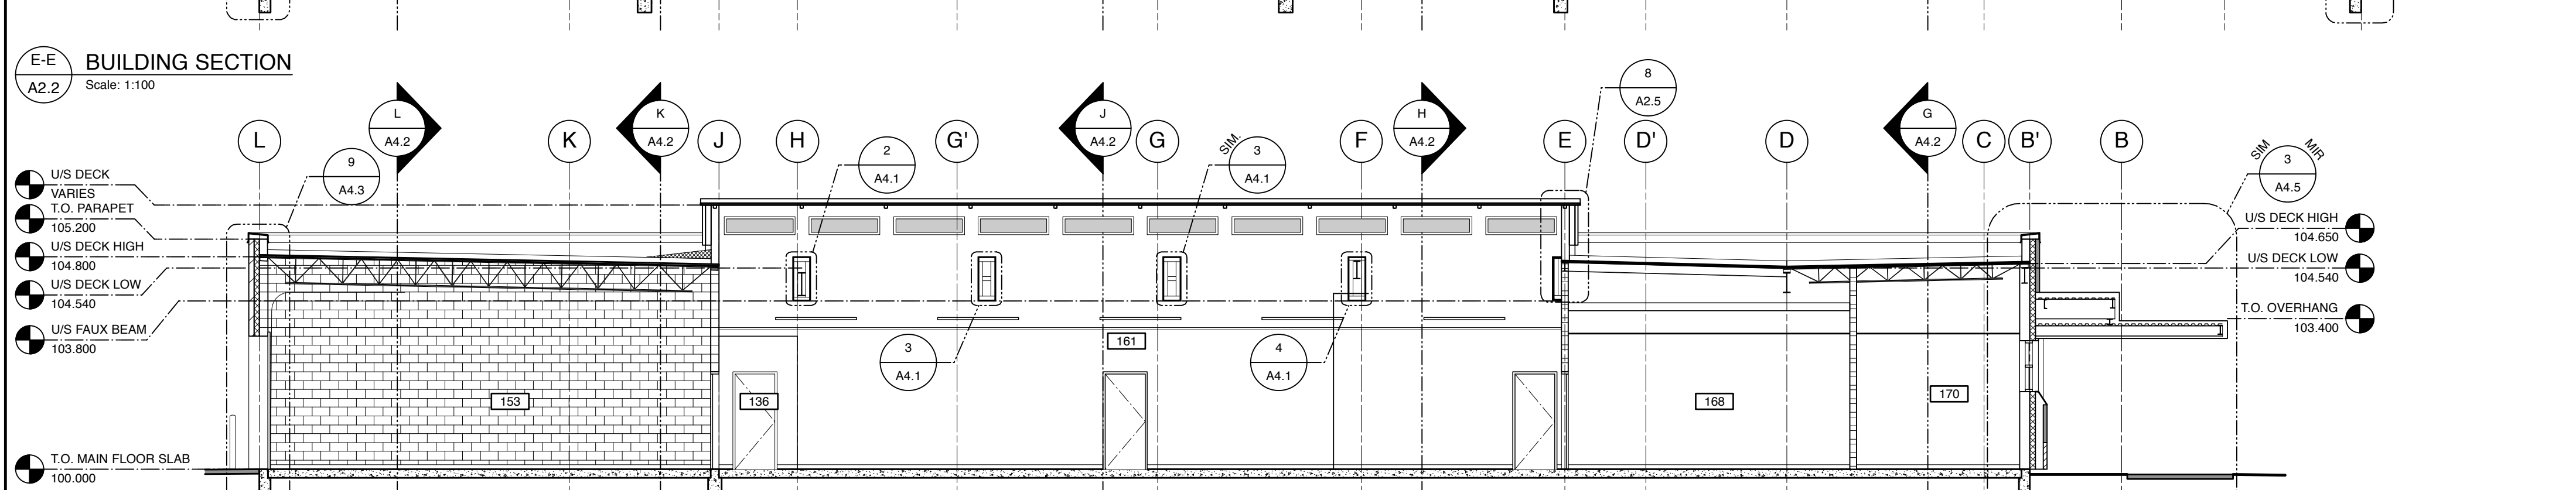 E-E
A2.2
BUILDING SECTION
Scale: 1:100
L
9
A4.3
L
A4.2
K
K
A4.2
J
H
2
A4.1
G'
J
A4.2
G
SIM.
3
A4.1
F
H
A4.2
E
8
A2.5
D'
D
G
A4.2
C
B'
B
SIM
MIR
3
A4.5
U/S DECK
VARIES
T.O. PARAPET
105.200
U/S DECK HIGH
104.800
U/S DECK LOW
104.540
U/S FAUX BEAM
103.800
T.O. MAIN FLOOR SLAB
100.000
U/S DECK HIGH
104.650
U/S DECK LOW
104.540
T.O. OVERHANG
103.400
3
A4.1
161
4
A4.1
153
136
168
170